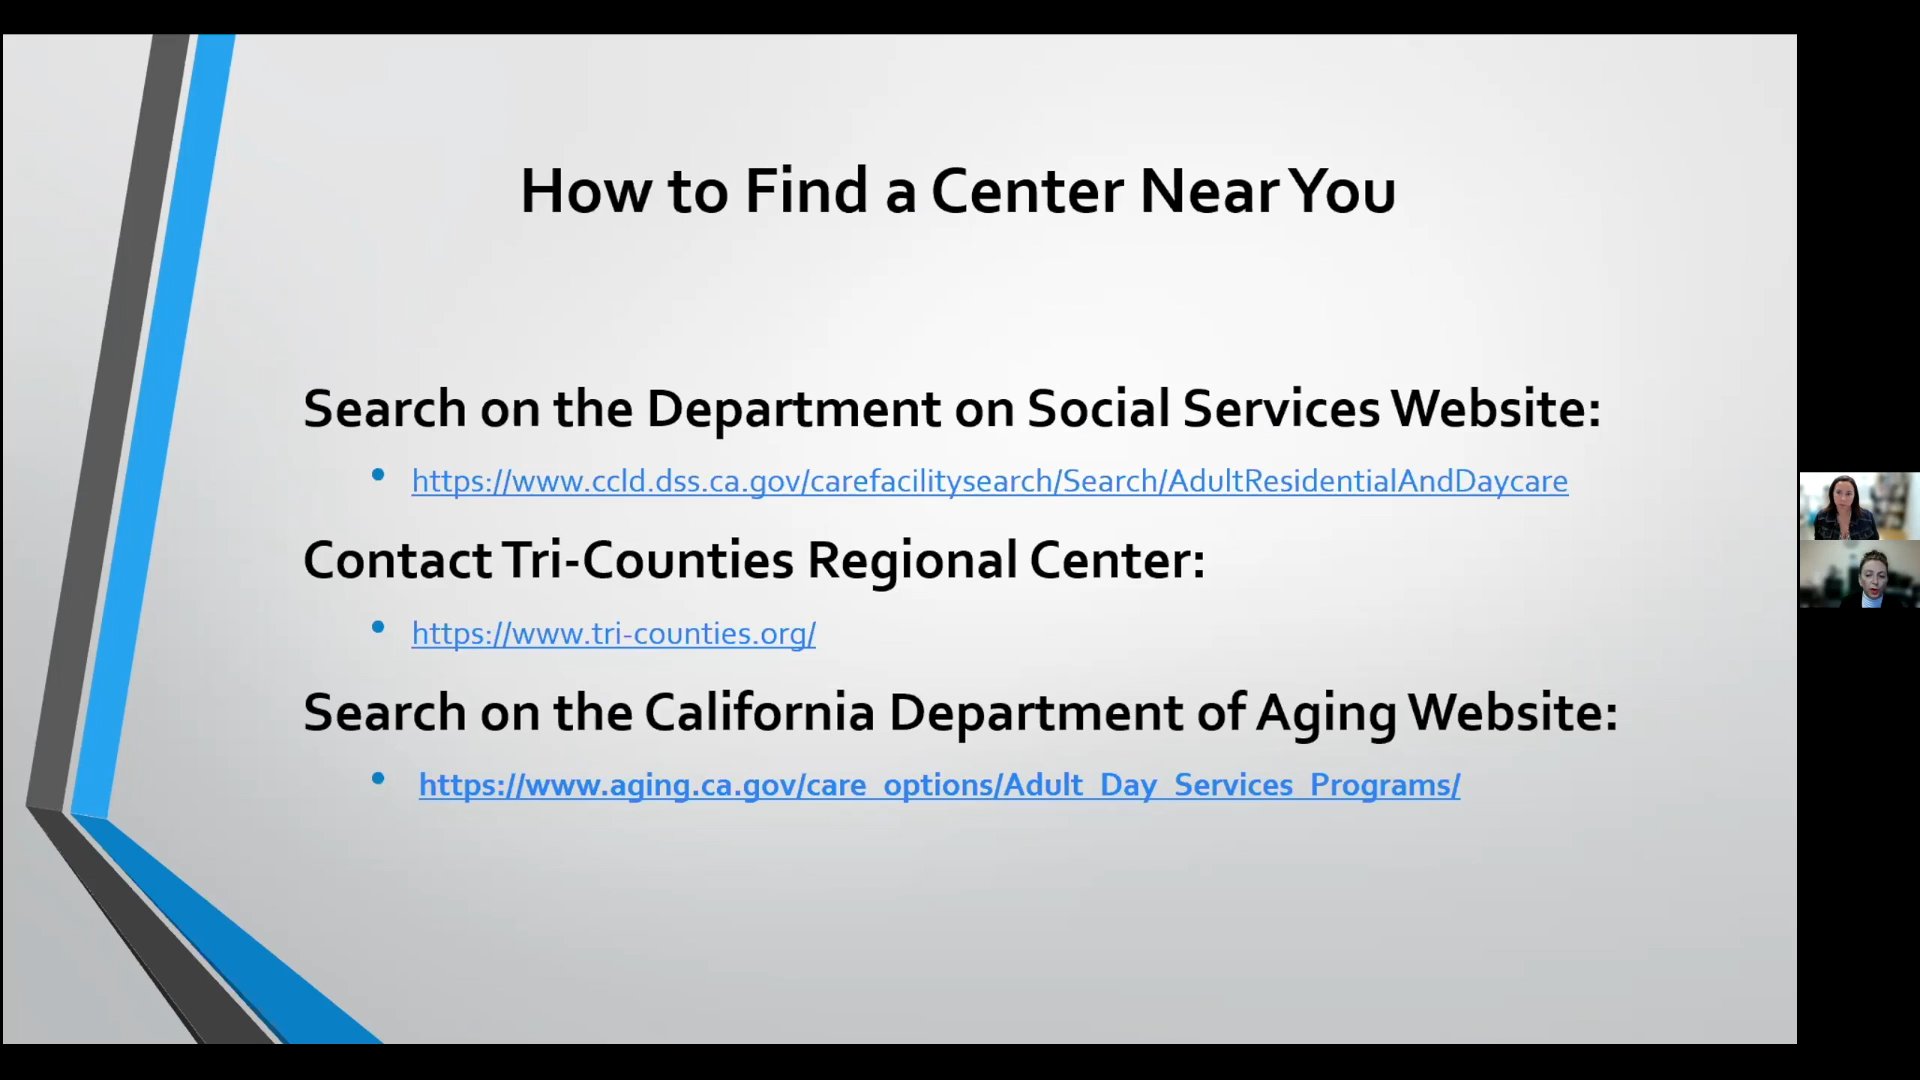 How to Find a Center Near You
Search on the Department on Social Services Website:
• https://www.ccld.dss.ca.gov/carefacilitysearch/Search/AdultResidentialAndDaycare
Contact Tri-Counties Regional Center:
• https://www.tri-counties.org/
Search on the California Department of Aging Website:
• https://www.aging.ca.gov/care_options/Adult_Day_Services_Programs/